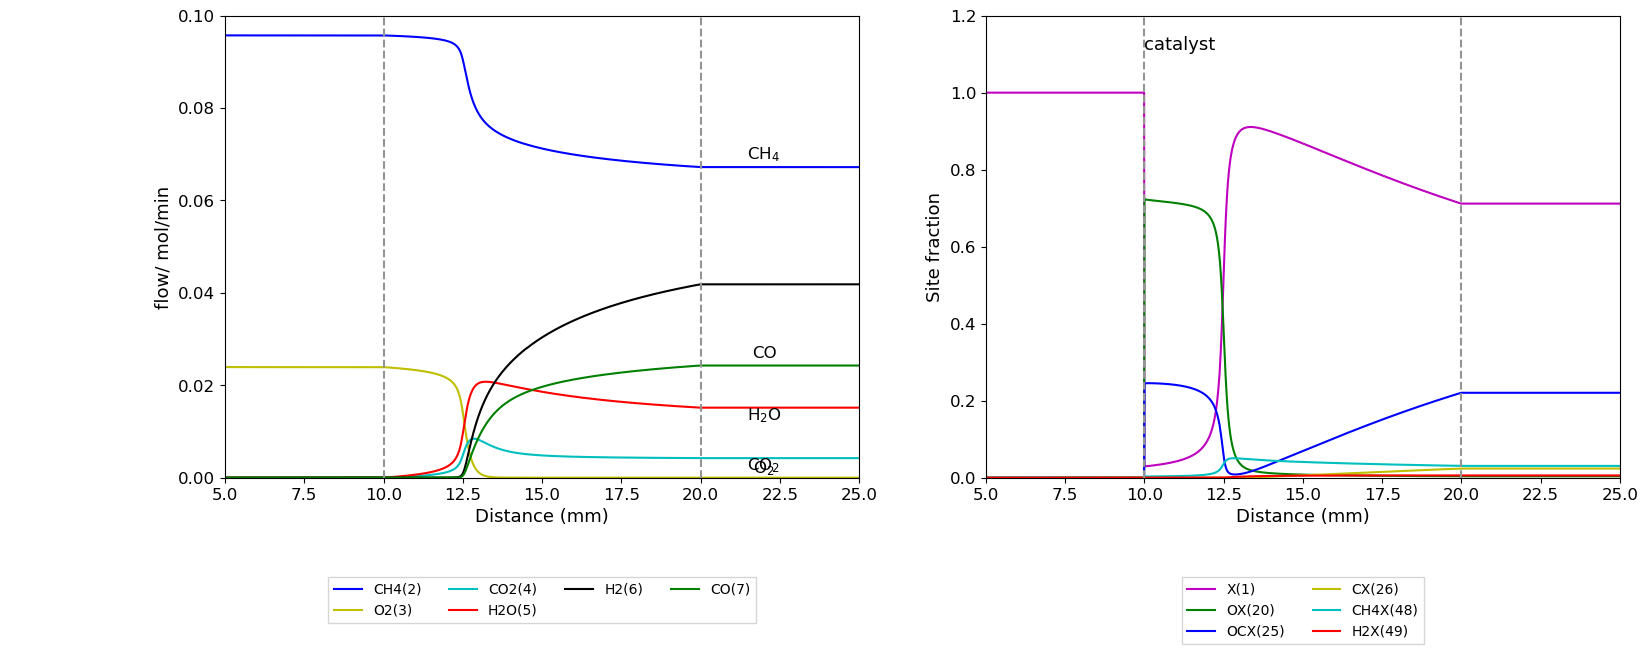 0.10
0.08
0.06
0.04
0.02
0.00
flow/ mol/min
CH₄
CO
H₂O
CO₂
O₂
5.0 7.5 10.0 12.5 15.0 17.5 20.0 22.5 25.0
Distance (mm)
CH4(2) CO2(4) H2(6) CO(7)
O2(3) H2O(5)
1.2
1.0
0.8
0.6
0.4
0.2
0.0
Site fraction
catalyst
5.0 7.5 10.0 12.5 15.0 17.5 20.0 22.5 25.0
Distance (mm)
X(1) CX(26)
OX(20) CH4X(48)
OCX(25) H2X(49)